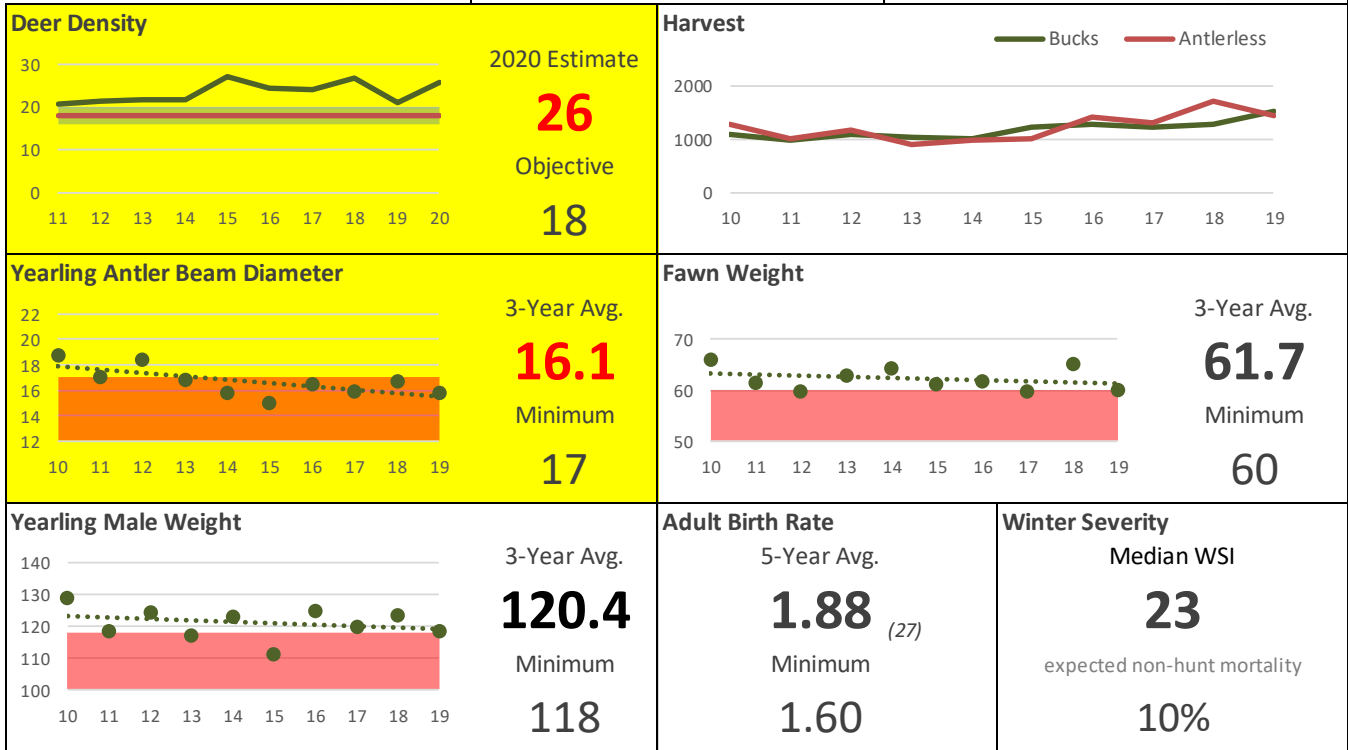 Deer Density
30
20
10
0
11 12 13 14 15 16 17 18 19 20
2020 Estimate
26
Objective
18
Harvest
Bucks Antlerless
2000
1000
0
10 11 12 13 14 15 16 17 18 19
Yearling Antler Beam Diameter
22
20
18
16
14
12
10 11 12 13 14 15 16 17 18 19
3-Year Avg.
16.1
Minimum
17
Fawn Weight
70
60
50
10 11 12 13 14 15 16 17 18 19
3-Year Avg.
61.7
Minimum
60
Yearling Male Weight
140
130
120
110
100
10 11 12 13 14 15 16 17 18 19
3-Year Avg.
120.4
Minimum
118
Adult Birth Rate
5-Year Avg.
1.88 (27)
Minimum
1.60
Winter Severity
Median WSI
23
expected non-hunt mortality
10%